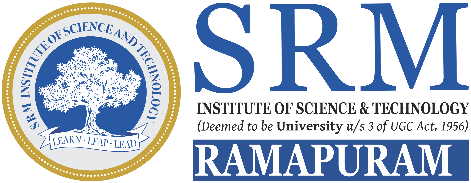 SRM INSTITUTE OF SCIENCE AND TECHNOLOGY
LEARN · LEAP · LEAD
SRM
INSTITUTE OF SCIENCE & TECHNOLOGY
(Deemed to be University u/s 3 of UGC Act, 1956)
RAMAPURAM